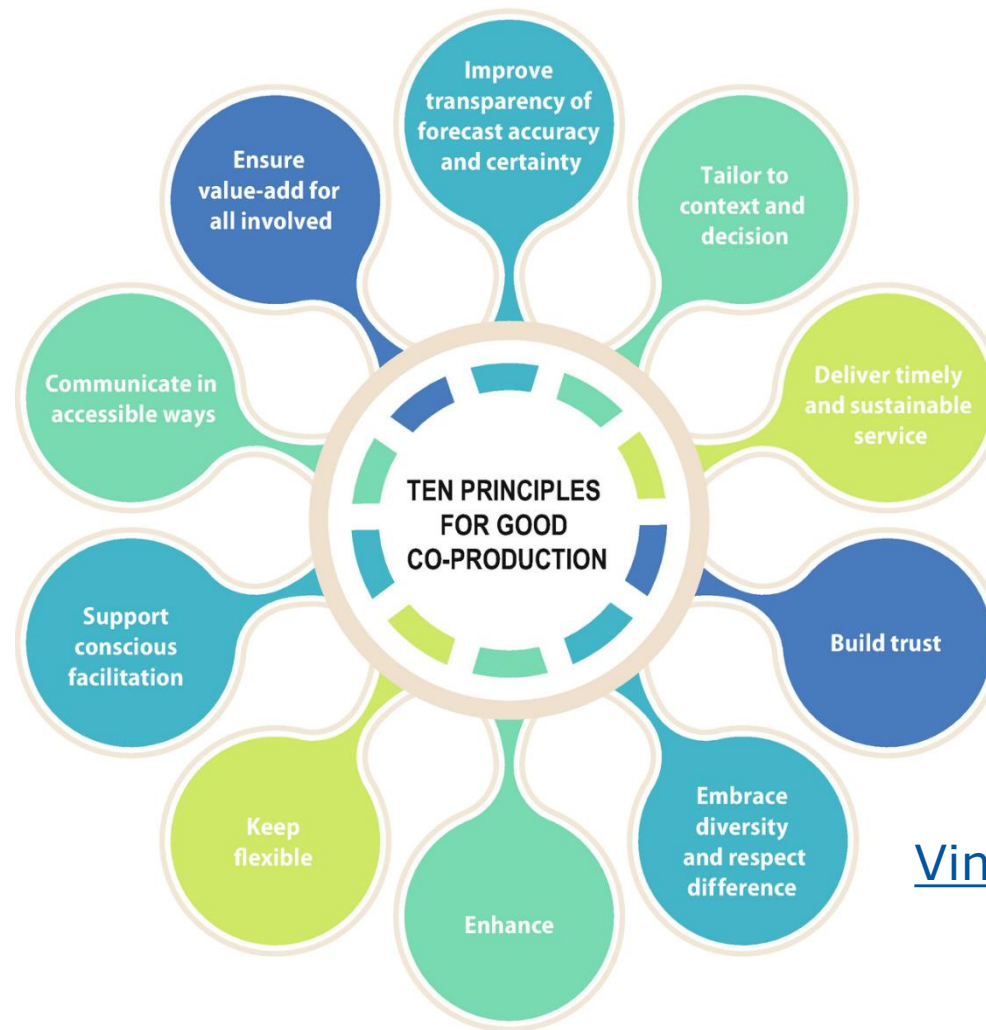 Improve
transparency of
forecast accuracy
and certainty
Tailor to
context and
decision
Deliver timely
and sustainable
service
Build trust
Embrace
diversity
and respect
difference
Enhance
Keep
flexible
Support
conscious
facilitation
Communicate in
accessible ways
Ensure
value-add for
all involved
TEN PRINCIPLES
FOR GOOD
CO-PRODUCTION
Vin